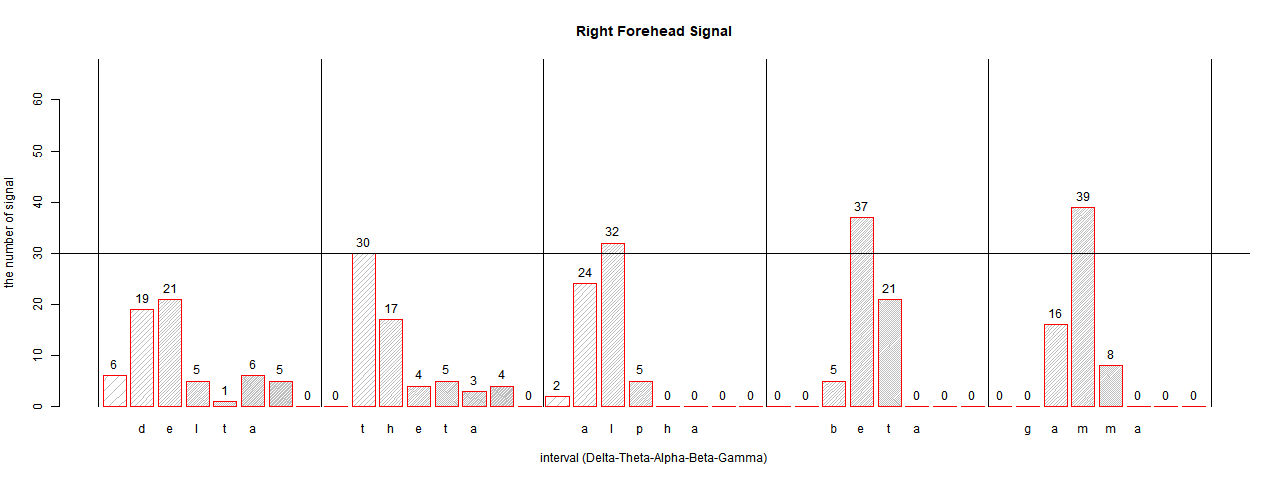 Right Forehead Signal
the number of signal
60
50
40
30
20
10
0
6 19 21 5 1 6 5 0 0 30 17 4 5 3 4 0 2 24 32 5 0 0 0 0 0 0 5 37 21 0 0 0 0 0 16 39 8 0 0 0
d e l t a t h e t a a l p h a b e t a g a m m a
interval (Delta-Theta-Alpha-Beta-Gamma)